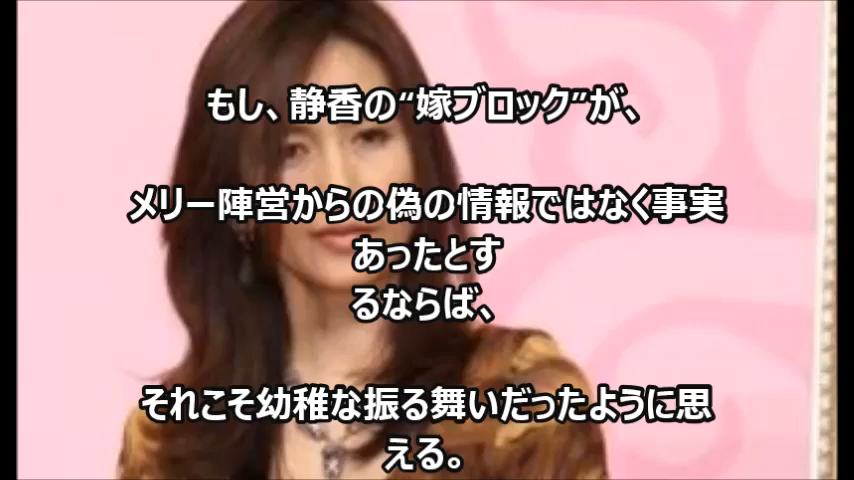 もし、静香の“嫁ブロック”が、
メリー陣営からの偽の情報ではなく事実
あったとす
るならば、
それこそ幼稚な振る舞いだったように思
える。